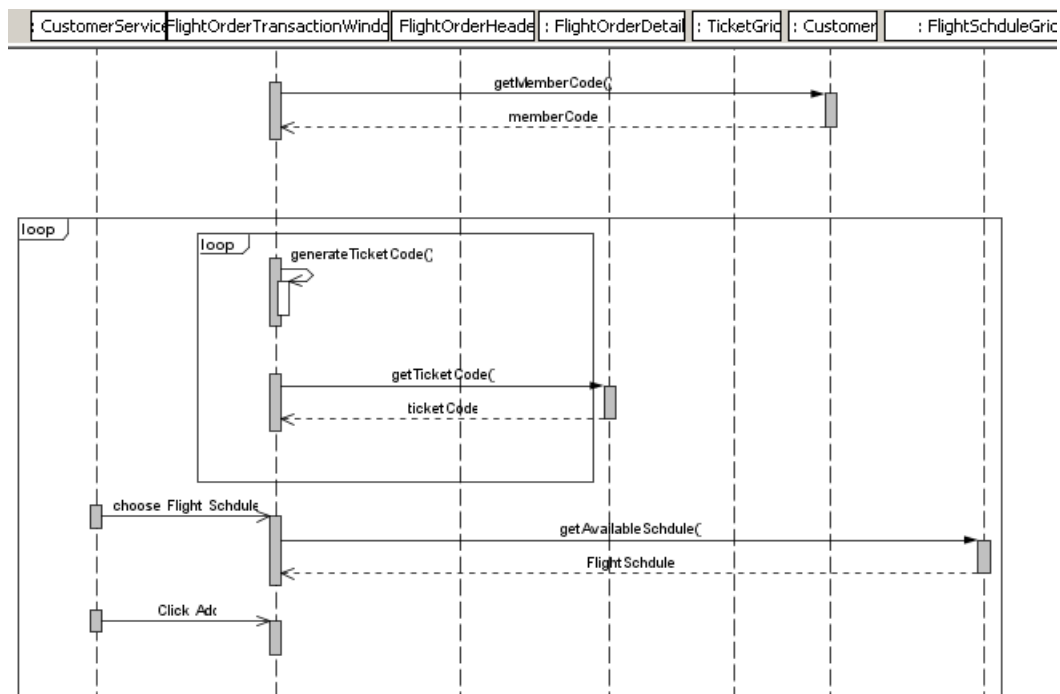 : CustomerService
FlightOrderTransactionWindo
FlightOrderHeade
: FlightOrderDetail
: TicketGrid
: Customer
: FlightSchduleGrid
getMemberCode(
memberCode
loop
loop
generateTicketCode()
getTicketCode(
ticketCode
choose Flight Schdule
getAvailableSchdule(
FlightSchdule
Click Add